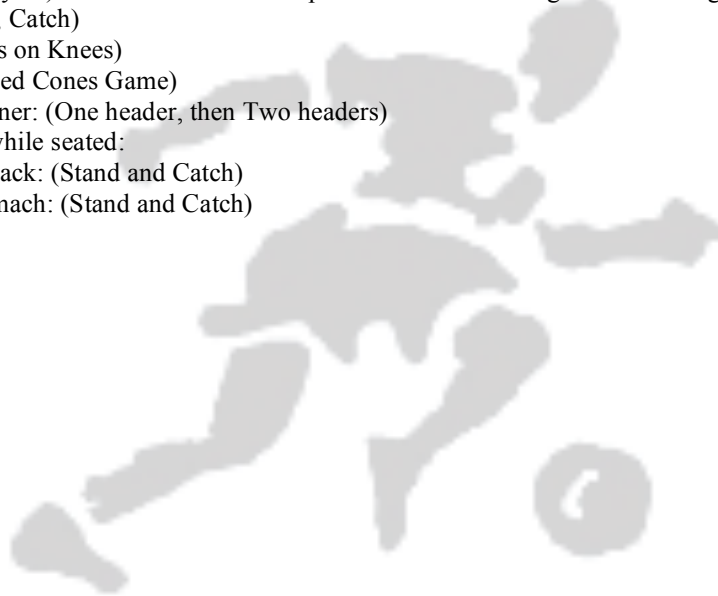 , Catch)
s on Knees)
ed Cones Game)
ner: (One header, then Two headers)
while seated:
ack: (Stand and Catch)
mach: (Stand and Catch)